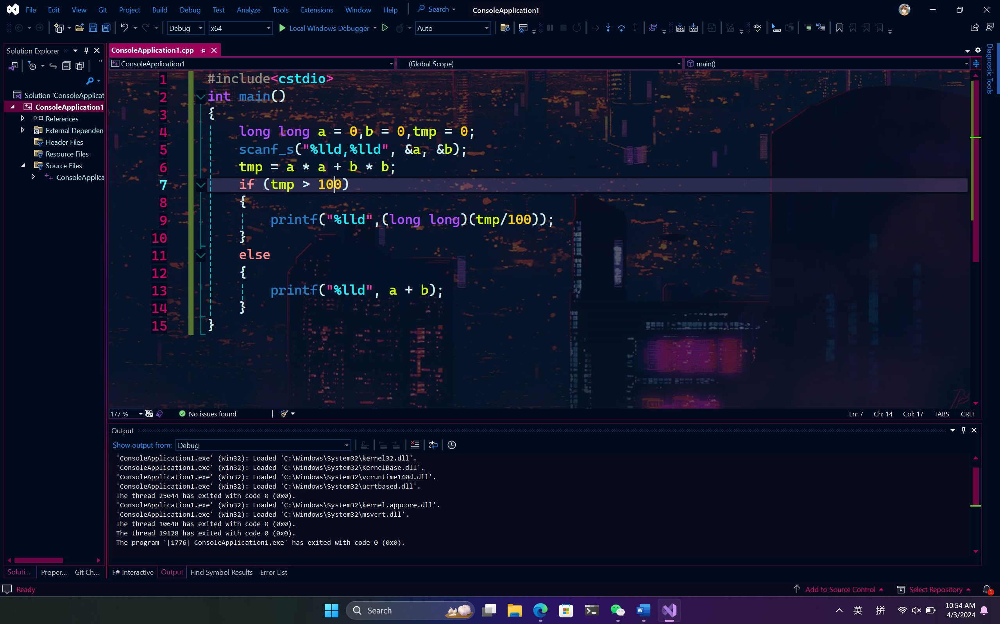 File Edit View Git Project Build Debug Test Analyze Tools Extensions Window Help Search ConsoleApplication1
Debug x64 Local Windows Debugger Auto
Solution Explorer
Solution 'ConsoleApplicat
ConsoleApplication1
References
External Dependen
Header Files
Resource Files
Source Files
ConsoleApplica
ConsoleApplication1.cpp
ConsoleApplication1 (Global Scope) main()
1 #include<cstdio>
2 int main()
3 {
4 long long a = 0,b = 0,tmp = 0;
5 scanf_s("%lld,%lld", &a, &b);
6 tmp = a * a + b * b;
7 if (tmp > 100)
8 {
9 printf("%lld",(long long)(tmp/100));
10 }
11 else
12 {
13 printf("%lld", a + b);
14 }
15 }
Diagnostic Tools
177 % No issues found Ln: 7 Ch: 14 Col: 17 TABS CRLF
Output
Show output from: Debug
'ConsoleApplication1.exe' (Win32): Loaded 'C:\Windows\System32\kernel32.dll'.
'ConsoleApplication1.exe' (Win32): Loaded 'C:\Windows\System32\KernelBase.dll'.
'ConsoleApplication1.exe' (Win32): Loaded 'C:\Windows\System32\vcruntime140d.dll'.
'ConsoleApplication1.exe' (Win32): Loaded 'C:\Windows\System32\ucrtbased.dll'.
The thread 25044 has exited with code 0 (0x0).
'ConsoleApplication1.exe' (Win32): Loaded 'C:\Windows\System32\kernel.appcore.dll'.
'ConsoleApplication1.exe' (Win32): Loaded 'C:\Windows\System32\msvcrt.dll'.
The thread 10648 has exited with code 0 (0x0).
The thread 19128 has exited with code 0 (0x0).
The program '[1776] ConsoleApplication1.exe' has exited with code 0 (0x0).
Soluti... Proper... Git Ch... F# Interactive Output Find Symbol Results Error List
Ready Add to Source Control Select Repository 1
Search 英 拼 10:54 AM
4/3/2024